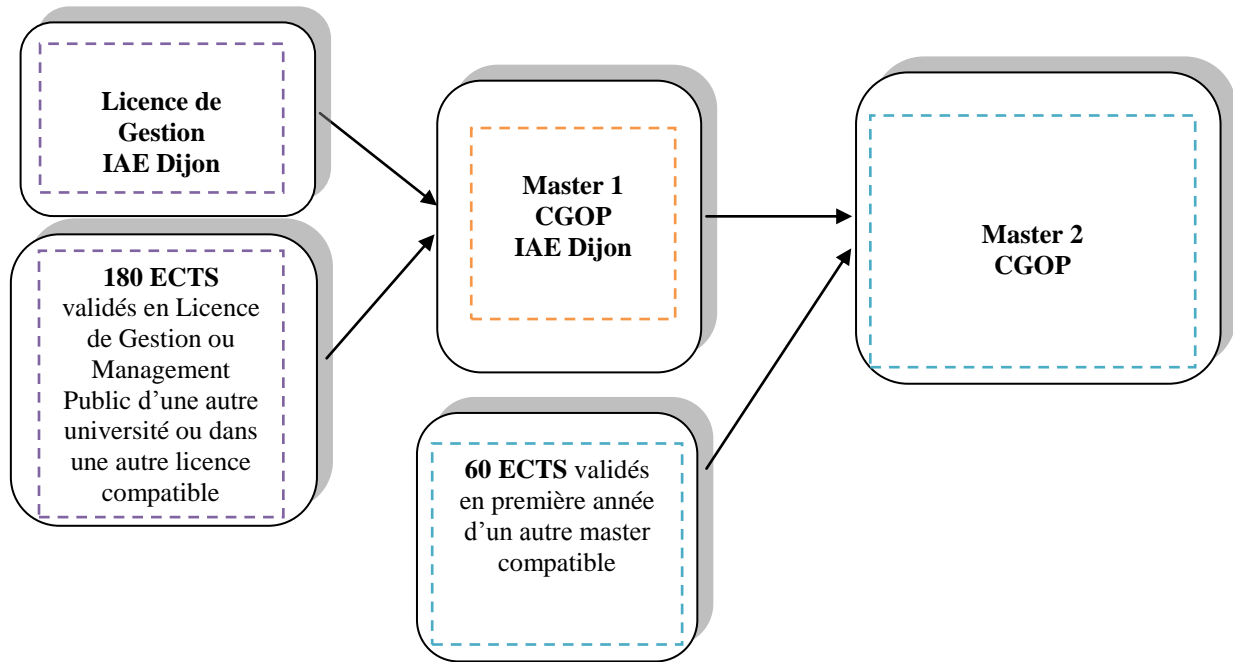 Licence de
Gestion
IAE Dijon
180 ECTS
validés en Licence
de Gestion ou
Management
Public d’une autre
université ou dans
une autre licence
compatible
Master 1
CGOP
IAE Dijon
60 ECTS validés
en première année
d’un autre master
compatible
Master 2
CGOP